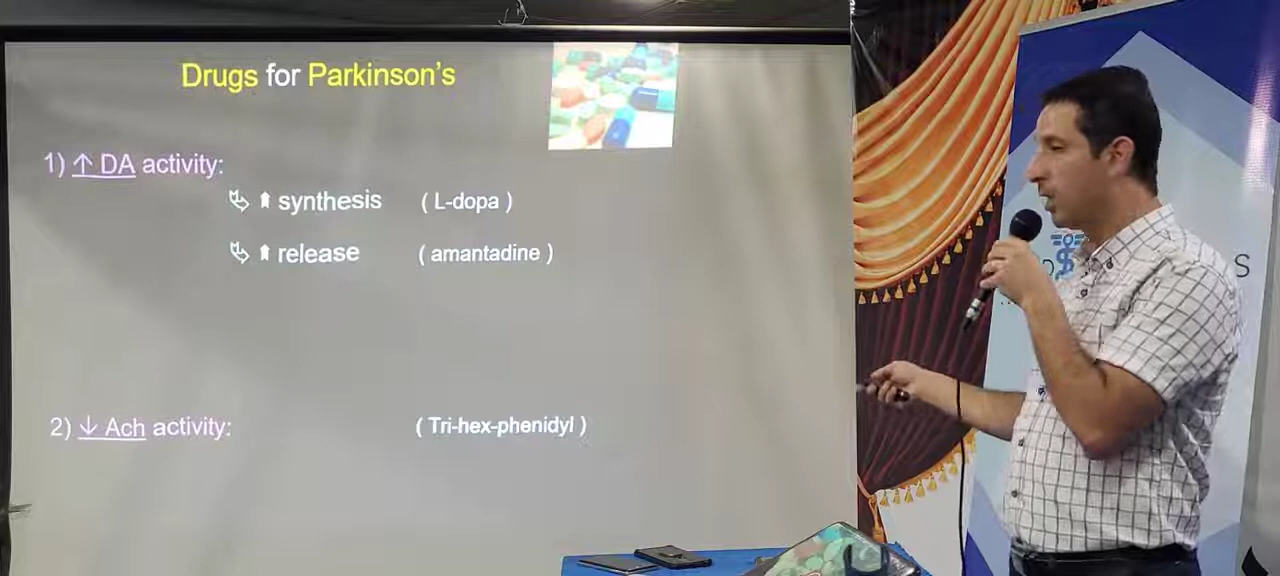 Drugs for Parkinson's
1) ↑ DA activity:
⮱ ⬆ synthesis ( L-dopa )
⮱ ⬆ release ( amantadine )
2) ↓ Ach activity: ( Tri-hex-phenidyl )
S